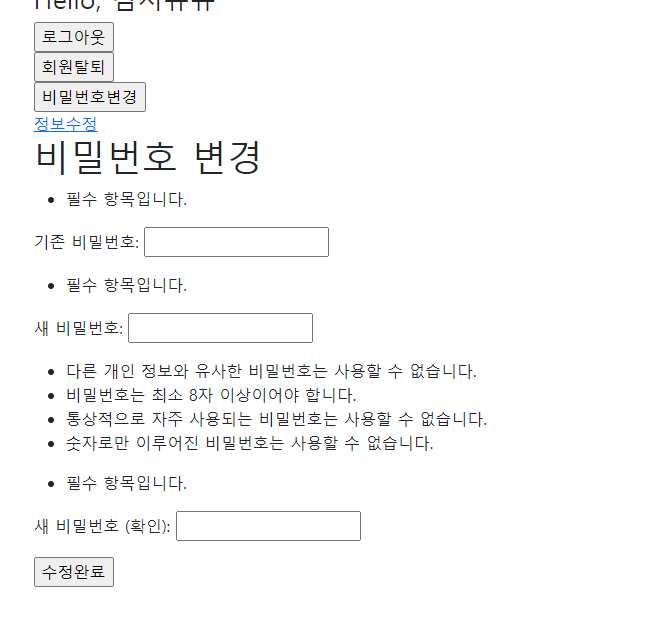 Hello,
로그아웃
회원탈퇴
비밀번호변경
정보수정
비밀번호 변경
필수 항목입니다.
기존 비밀번호:
필수 항목입니다.
새 비밀번호:
다른 개인 정보와 유사한 비밀번호는 사용할 수 없습니다.
비밀번호는 최소 8자 이상이어야 합니다.
통상적으로 자주 사용되는 비밀번호는 사용할 수 없습니다.
숫자로만 이루어진 비밀번호는 사용할 수 없습니다.
필수 항목입니다.
새 비밀번호 (확인):
수정완료